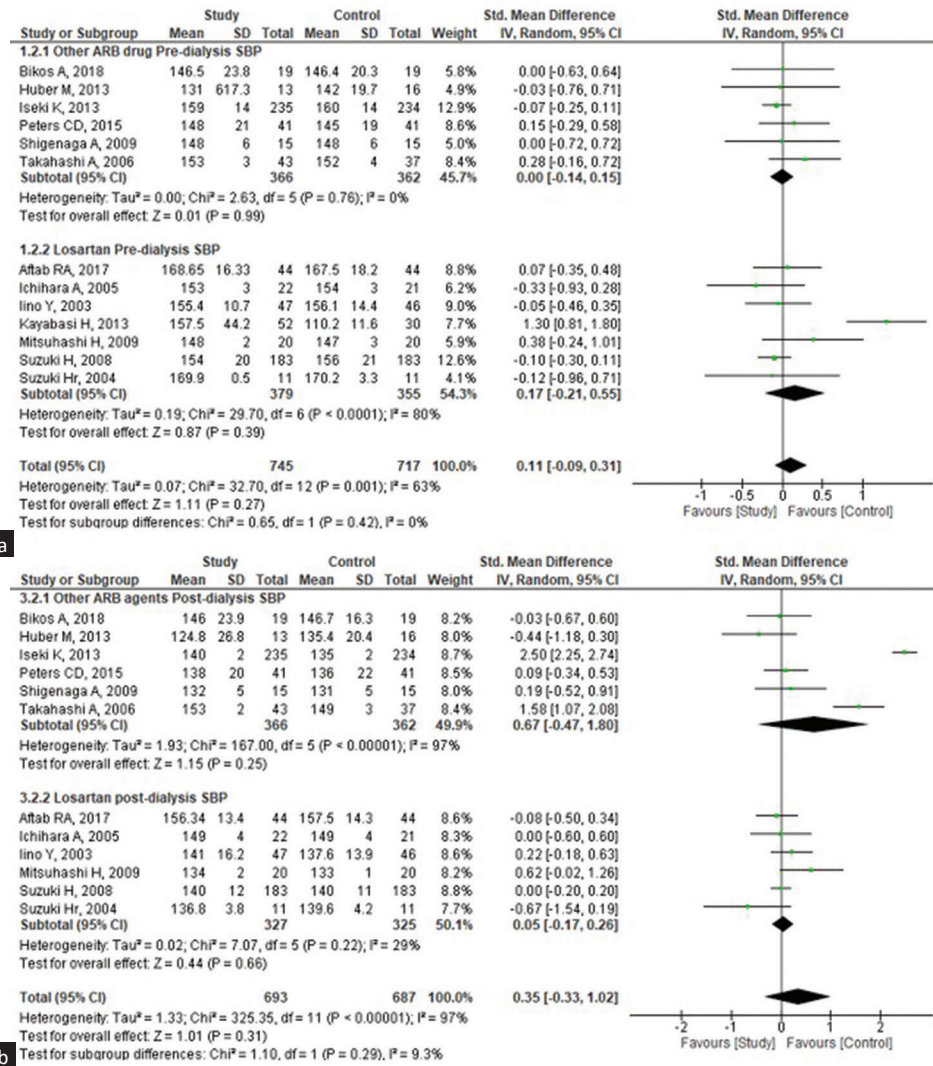 Study Control Std. Mean Difference Std. Mean Difference
Study or Subgroup Mean SD Total Mean SD Total Weight IV, Random, 95% CI IV, Random, 95% CI
1.2.1 Other ARB drug Pre-dialysis SBP
Bikos A, 2018 146.5 23.8 19 146.4 20.3 19 5.8% 0.00 [-0.63, 0.64]
Huber M, 2013 131 617.3 13 142 19.7 16 4.9% -0.03 [-0.76, 0.71]
Iseki K, 2013 159 14 235 160 14 234 12.9% -0.07 [-0.25, 0.11]
Peters CD, 2015 148 21 41 145 19 41 8.6% 0.15 [-0.29, 0.58]
Shigenaga A, 2009 148 6 15 148 6 15 5.0% 0.00 [-0.72, 0.72]
Takahashi A, 2006 153 3 43 152 4 37 8.4% 0.28 [-0.16, 0.72]
Subtotal (95% CI) 366 362 45.7% 0.00 [-0.14, 0.15]
Heterogeneity: Tau² = 0.00; Chi² = 2.63, df = 5 (P = 0.76); I² = 0%
Test for overall effect: Z = 0.01 (P = 0.99)
1.2.2 Losartan Pre-dialysis SBP
Aftab RA, 2017 168.65 16.33 44 167.5 18.2 44 8.8% 0.07 [-0.35, 0.48]
Ichihara A, 2005 153 3 22 154 3 21 6.2% -0.33 [-0.93, 0.28]
Iino Y, 2003 155.4 10.7 47 156.1 14.4 46 9.0% -0.05 [-0.46, 0.35]
Kayabasi H, 2013 157.5 44.2 52 110.2 11.6 30 7.7% 1.30 [0.81, 1.80]
Mitsuhashi H, 2009 148 2 20 147 3 20 5.9% 0.38 [-0.24, 1.01]
Suzuki H, 2008 154 20 183 156 21 183 12.6% -0.10 [-0.30, 0.11]
Suzuki Hr, 2004 169.9 0.5 11 170.2 3.3 11 4.1% -0.12 [-0.96, 0.71]
Subtotal (95% CI) 379 355 54.3% 0.17 [-0.21, 0.55]
Heterogeneity: Tau² = 0.19; Chi² = 29.70, df = 6 (P < 0.0001); I² = 80%
Test for overall effect: Z = 0.87 (P = 0.39)
Total (95% CI) 745 717 100.0% 0.11 [-0.09, 0.31]
Heterogeneity: Tau² = 0.07; Chi² = 32.70, df = 12 (P = 0.001); I² = 63%
Test for overall effect: Z = 1.11 (P = 0.27)
Test for subgroup differences: Chi² = 0.65, df = 1 (P = 0.42), I² = 0%
-1 -0.5 0 0.5 1
Favours [Study] Favours [Control]
a
Study Control Std. Mean Difference Std. Mean Difference
Study or Subgroup Mean SD Total Mean SD Total Weight IV, Random, 95% CI IV, Random, 95% CI
3.2.1 Other ARB agents Post-dialysis SBP
Bikos A, 2018 146 23.9 19 146.7 16.3 19 8.2% -0.03 [-0.67, 0.60]
Huber M, 2013 124.8 26.8 13 135.4 20.4 16 8.0% -0.44 [-1.18, 0.30]
Iseki K, 2013 140 2 235 135 2 234 8.7% 2.50 [2.25, 2.74]
Peters CD, 2015 138 20 41 136 22 41 8.5% 0.09 [-0.34, 0.53]
Shigenaga A, 2009 132 5 15 131 5 15 8.0% 0.19 [-0.52, 0.91]
Takahashi A, 2006 153 2 43 149 3 37 8.4% 1.58 [1.07, 2.08]
Subtotal (95% CI) 366 362 49.9% 0.67 [-0.47, 1.80]
Heterogeneity: Tau² = 1.93; Chi² = 167.00, df = 5 (P < 0.00001); I² = 97%
Test for overall effect: Z = 1.15 (P = 0.25)
3.2.2 Losartan post-dialysis SBP
Aftab RA, 2017 156.34 13.4 44 157.5 14.3 44 8.6% -0.08 [-0.50, 0.34]
Ichihara A, 2005 149 4 22 149 4 21 8.3% 0.00 [-0.60, 0.60]
Iino Y, 2003 141 16.2 47 137.6 13.9 46 8.6% 0.22 [-0.18, 0.63]
Mitsuhashi H, 2009 134 2 20 133 1 20 8.2% 0.62 [-0.02, 1.26]
Suzuki H, 2008 140 12 183 140 11 183 8.8% 0.00 [-0.20, 0.20]
Suzuki Hr, 2004 136.8 3.8 11 139.6 4.2 11 7.7% -0.67 [-1.54, 0.19]
Subtotal (95% CI) 327 325 50.1% 0.05 [-0.17, 0.26]
Heterogeneity: Tau² = 0.02; Chi² = 7.07, df = 5 (P = 0.22); I² = 29%
Test for overall effect: Z = 0.44 (P = 0.66)
Total (95% CI) 693 687 100.0% 0.35 [-0.33, 1.02]
Heterogeneity: Tau² = 1.33; Chi² = 325.35, df = 11 (P < 0.00001); I² = 97%
Test for overall effect: Z = 1.01 (P = 0.31)
Test for subgroup differences: Chi² = 1.10, df = 1 (P = 0.29), I² = 9.3%
-2 -1 0 1 2
Favours [Study] Favours [Control]
b